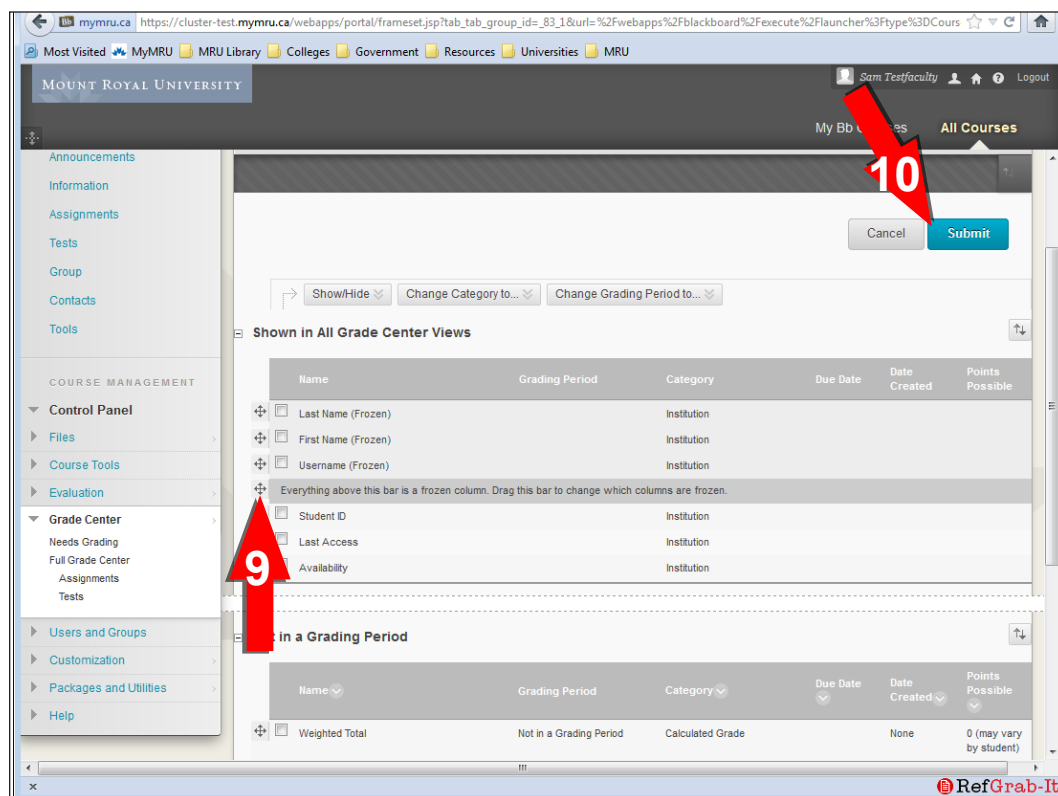 mymru.ca https://cluster-test.mymru.ca/webapps/portal/frameset.jsp?tab_tab_group_id=_83_1&url=%2Fwebapps%2Fblackboard%2Fexecute%2Flauncher%3Ftype%3DCours
Most Visited MyMRU MRU Library Colleges Government Resources Universities MRU
MOUNT ROYAL UNIVERSITY
Sam Testfaculty Logout
My Bb All Courses
10
Announcements
Information
Assignments
Tests
Group
Contacts
Tools
COURSE MANAGEMENT
Control Panel
Files
Course Tools
Evaluation
Grade Center
Needs Grading
Full Grade Center
Assignments
Tests
Users and Groups
Customization
Packages and Utilities
Help
Cancel Submit
Show/Hide Change Category to... Change Grading Period to...
Shown in All Grade Center Views
Name Grading Period Category Due Date Date Created Points Possible
Last Name (Frozen) Institution
First Name (Frozen) Institution
Username (Frozen) Institution
Everything above this bar is a frozen column. Drag this bar to change which columns are frozen.
Student ID Institution
Last Access Institution
Availability Institution
9
in a Grading Period
Name Grading Period Category Due Date Date Created Points Possible
Weighted Total Not in a Grading Period Calculated Grade None 0 (may vary by student)
x
RefGrab-It